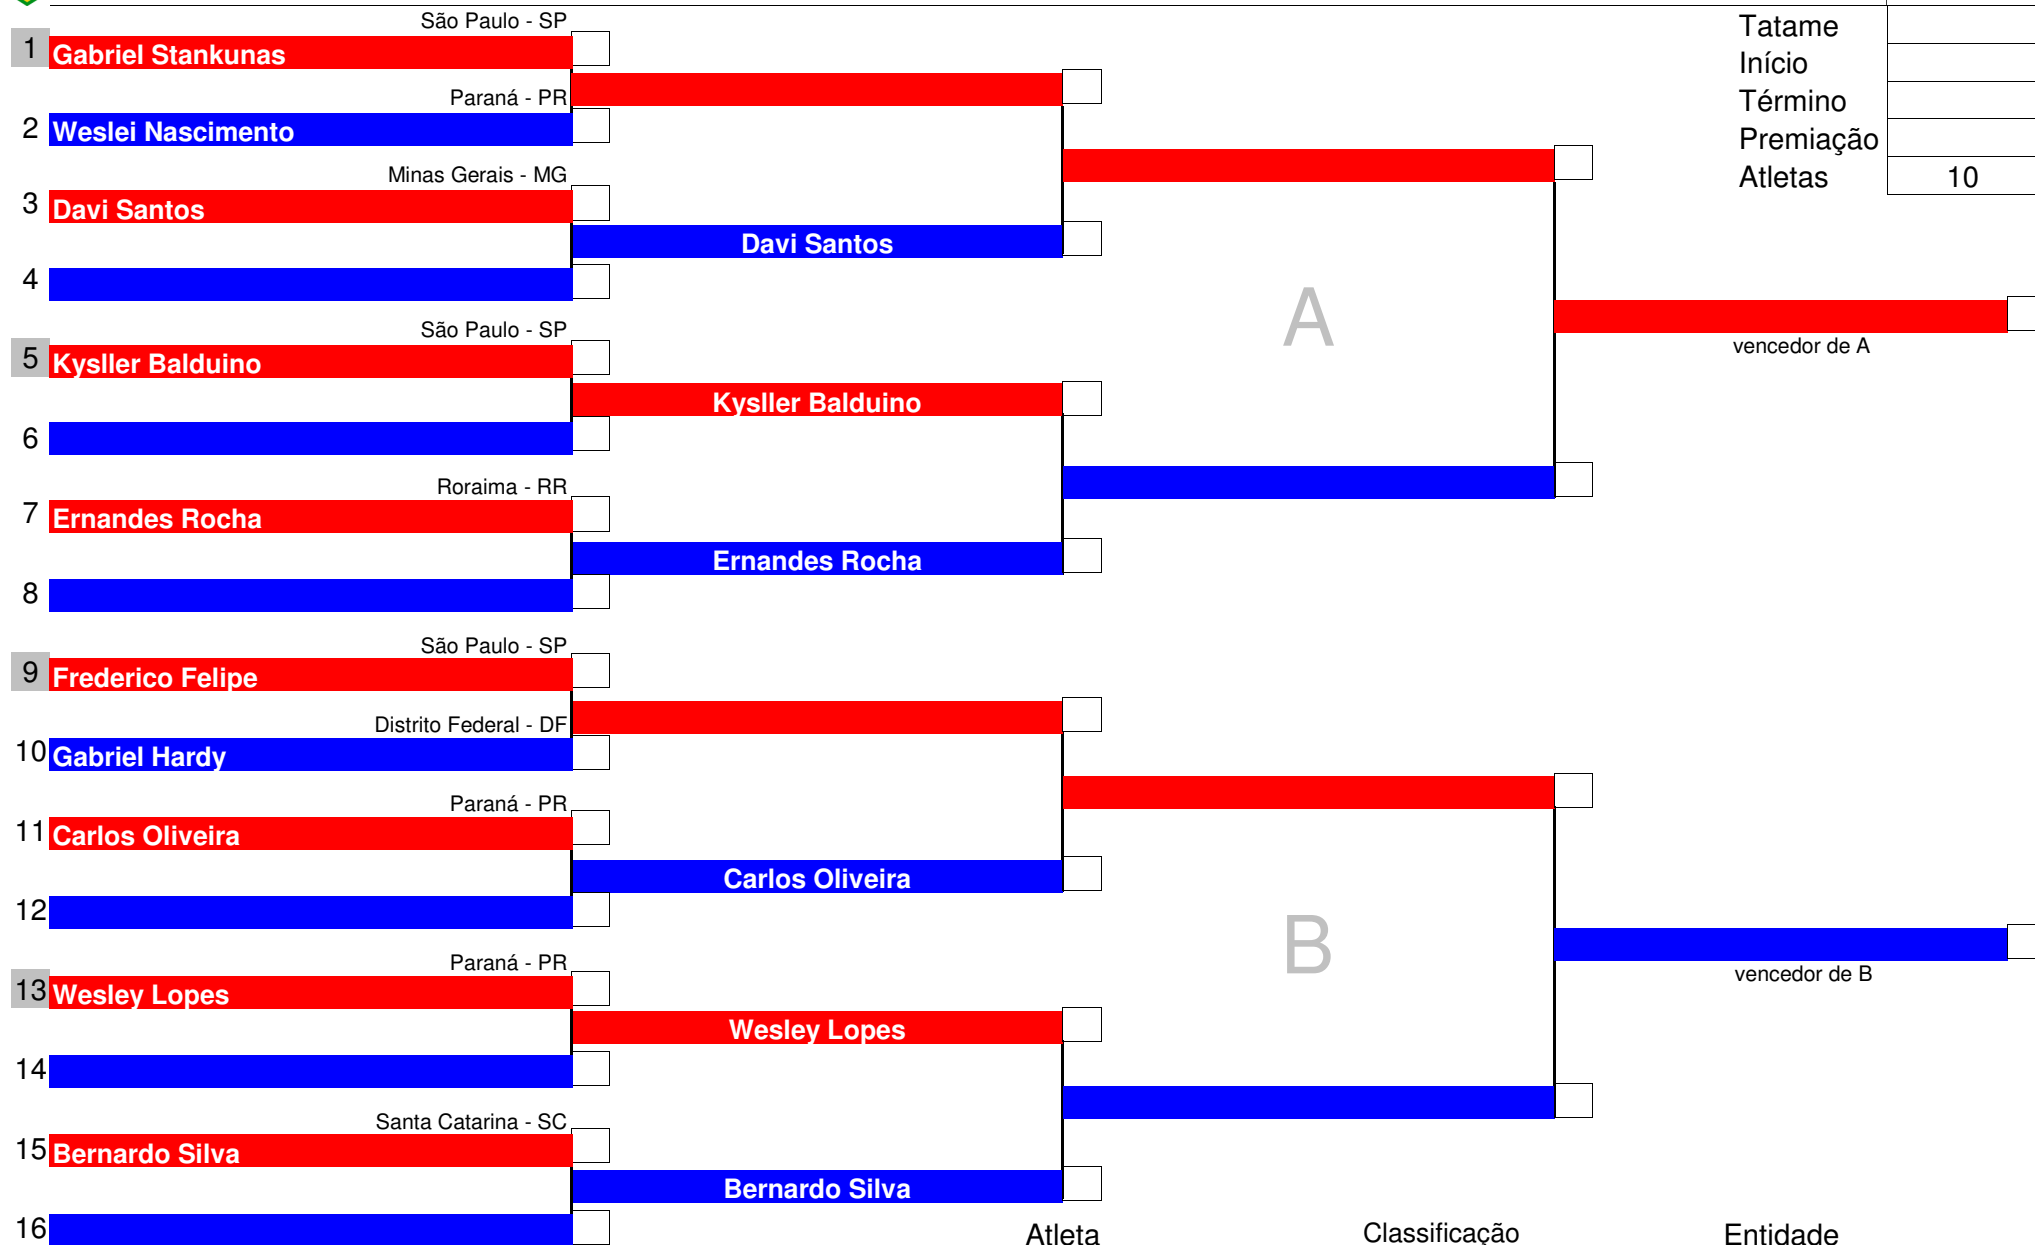 São Paulo - SP
1 Gabriel Stankunas
Paraná - PR
2 Weslei Nascimento
Minas Gerais - MG
3 Davi Santos
Davi Santos
4
São Paulo - SP
5 Kysller Balduino
Kysller Balduino
6
Roraima - RR
7 Ernandes Rocha
Ernandes Rocha
8
São Paulo - SP
9 Frederico Felipe
Distrito Federal - DF
10 Gabriel Hardy
Paraná - PR
11 Carlos Oliveira
Carlos Oliveira
12
Paraná - PR
13 Wesley Lopes
Wesley Lopes
14
Santa Catarina - SC
15 Bernardo Silva
Bernardo Silva
16
A
B
vencedor de A
vencedor de B
Tatame
Início
Término
Premiação
Atletas 10
Atleta Classificação Entidade